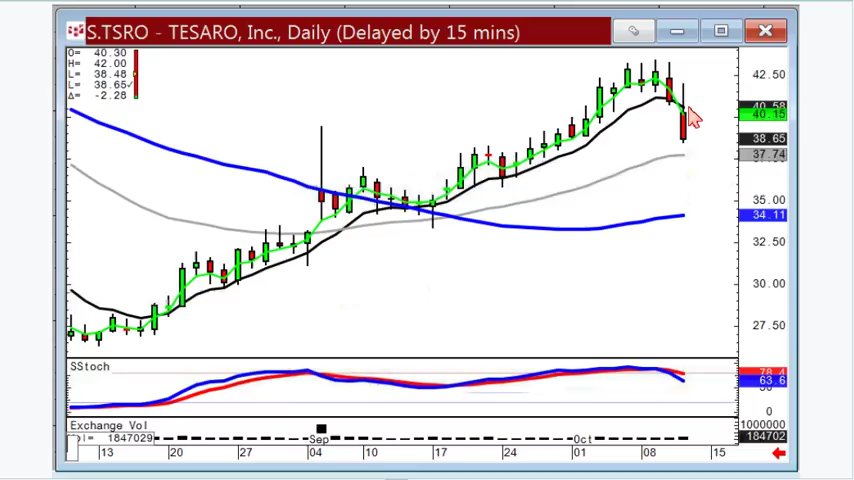 S.TSRO - TESARO, Inc., Daily (Delayed by 15 mins)
O= 40.30
H= 42.00
L= 38.48
L= 38.65✓
Δ= -2.28
42.50
40.58
40.15
38.65
37.74
35.00
34.11
32.50
30.00
27.50
SStoch
78.4
63.6
0
Exchange Vol
1000000
Vol= 1847029
184702
Sep
Oct
13
20
27
04
10
17
24
01
08
15